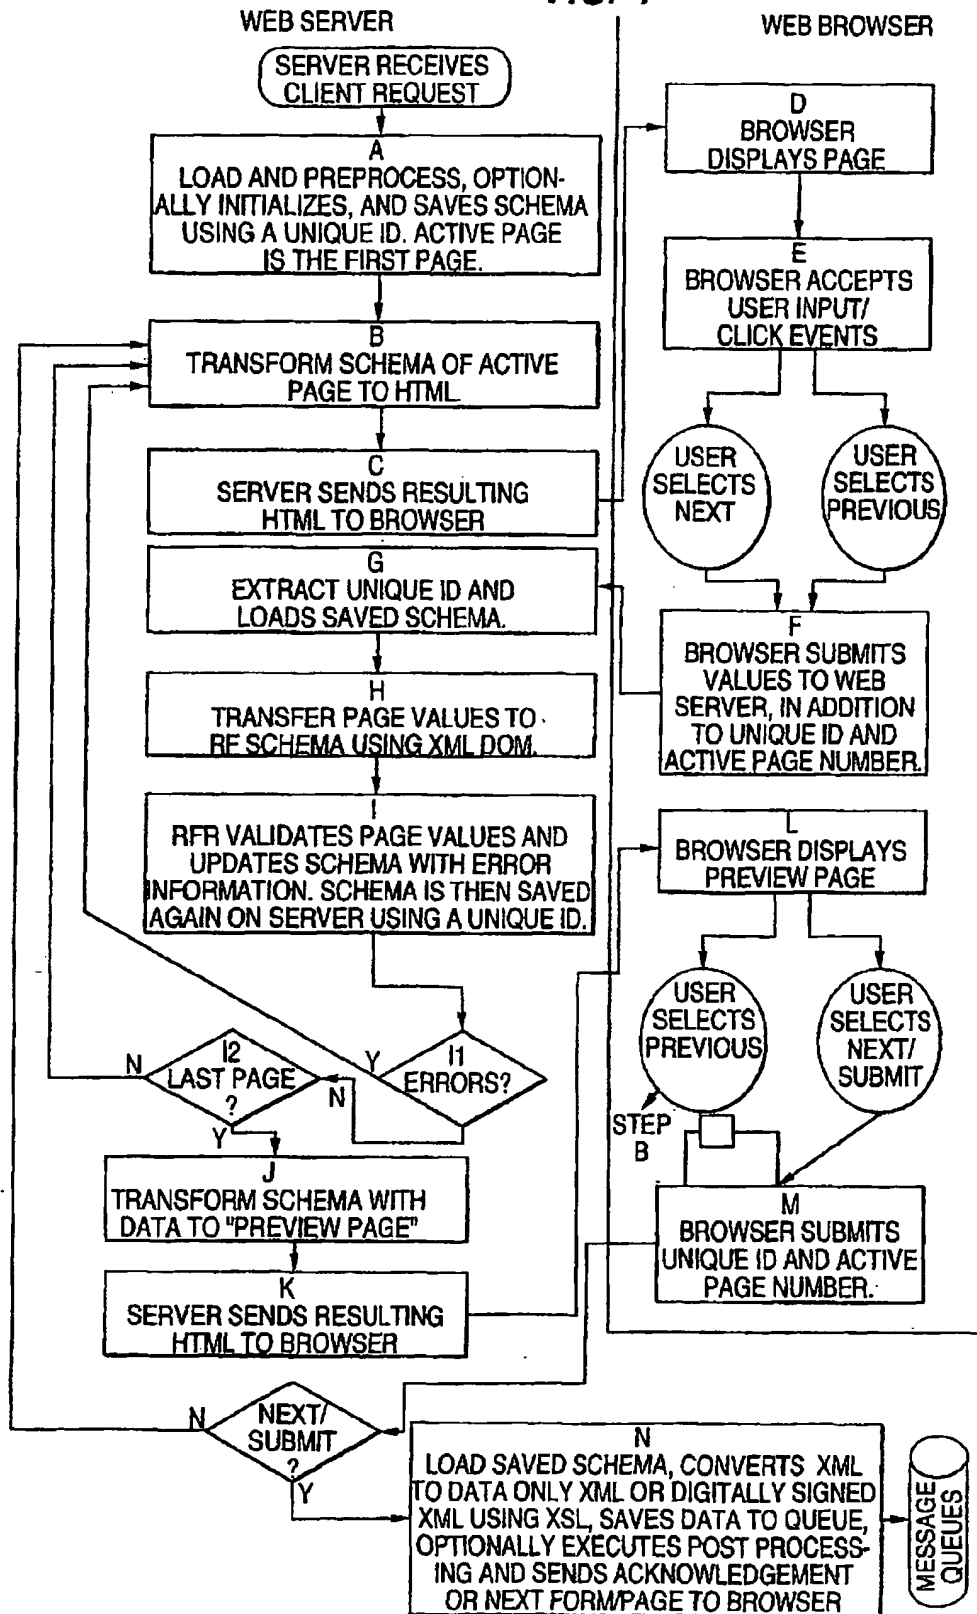 WEB SERVER
WEB BROWSER
SERVER RECEIVES
CLIENT REQUEST
A
LOAD AND PREPROCESS, OPTION-
ALLY INITIALIZES, AND SAVES SCHEMA
USING A UNIQUE ID. ACTIVE PAGE
IS THE FIRST PAGE.
B
TRANSFORM SCHEMA OF ACTIVE
PAGE TO HTML.
C
SERVER SENDS RESULTING
HTML TO BROWSER
D
BROWSER
DISPLAYS PAGE
E
BROWSER ACCEPTS
USER INPUT/
CLICK EVENTS
USER
SELECTS
NEXT
USER
SELECTS
PREVIOUS
F
BROWSER SUBMITS
VALUES TO WEB
SERVER, IN ADDITION
TO UNIQUE ID AND
ACTIVE PAGE NUMBER.
G
EXTRACT UNIQUE ID AND
LOADS SAVED SCHEMA.
H
TRANSFER PAGE VALUES TO
RF SCHEMA USING XML DOM.
I
RFR VALIDATES PAGE VALUES AND
UPDATES SCHEMA WITH ERROR
INFORMATION. SCHEMA IS THEN SAVED
AGAIN ON SERVER USING A UNIQUE ID.
I1
ERRORS?
Y
N
I2
LAST PAGE
?
N
Y
J
TRANSFORM SCHEMA WITH
DATA TO "PREVIEW PAGE"
K
SERVER SENDS RESULTING
HTML TO BROWSER
L
BROWSER DISPLAYS
PREVIEW PAGE
USER
SELECTS
PREVIOUS
USER
SELECTS
NEXT/
SUBMIT
STEP
B
M
BROWSER SUBMITS
UNIQUE ID AND ACTIVE
PAGE NUMBER.
NEXT/
SUBMIT
?
N
Y
N
LOAD SAVED SCHEMA, CONVERTS XML
TO DATA ONLY XML OR DIGITALLY SIGNED
XML USING XSL, SAVES DATA TO QUEUE,
OPTIONALLY EXECUTES POST PROCESS-
ING AND SENDS ACKNOWLEDGEMENT
OR NEXT FORM/PAGE TO BROWSER
MESSAGE
QUEUES